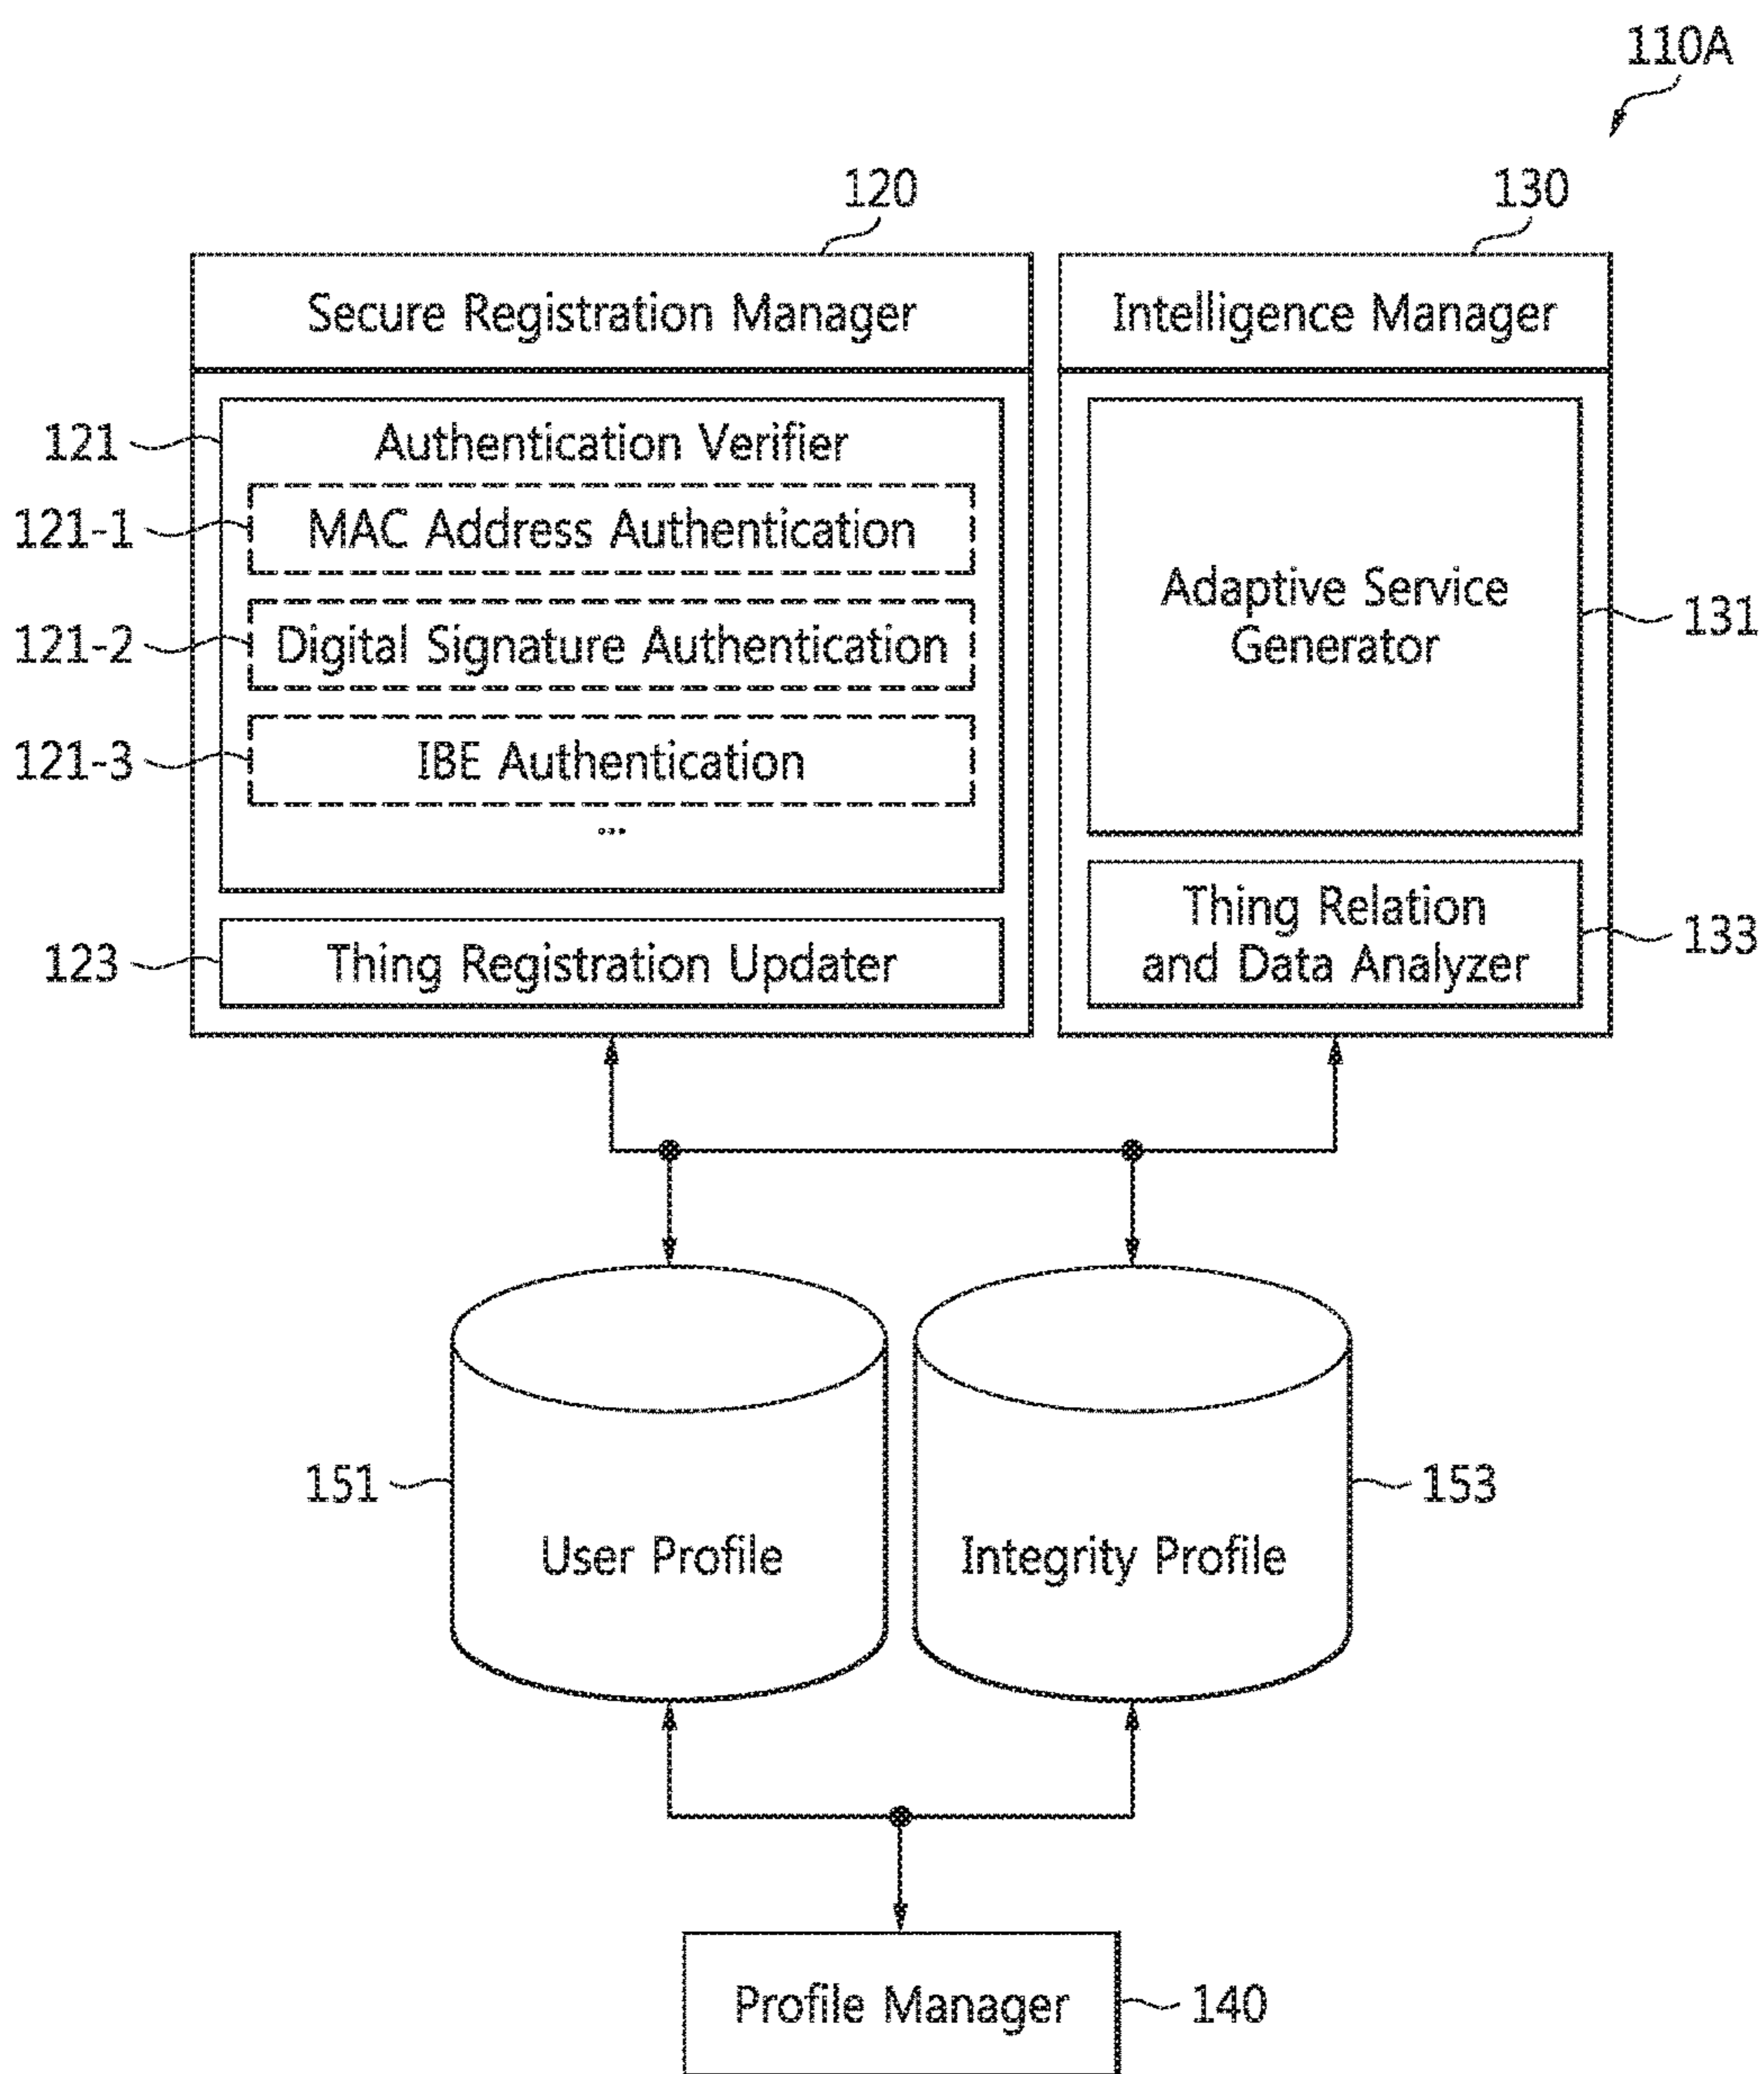 110A
120
130
Secure Registration Manager
Intelligence Manager
121
Authentication Verifier
121-1
MAC Address Authentication
121-2
Digital Signature Authentication
121-3
IBE Authentication
...
Adaptive Service
Generator
131
123
Thing Registration Updater
Thing Relation
and Data Analyzer
133
151
User Profile
Integrity Profile
153
Profile Manager
140